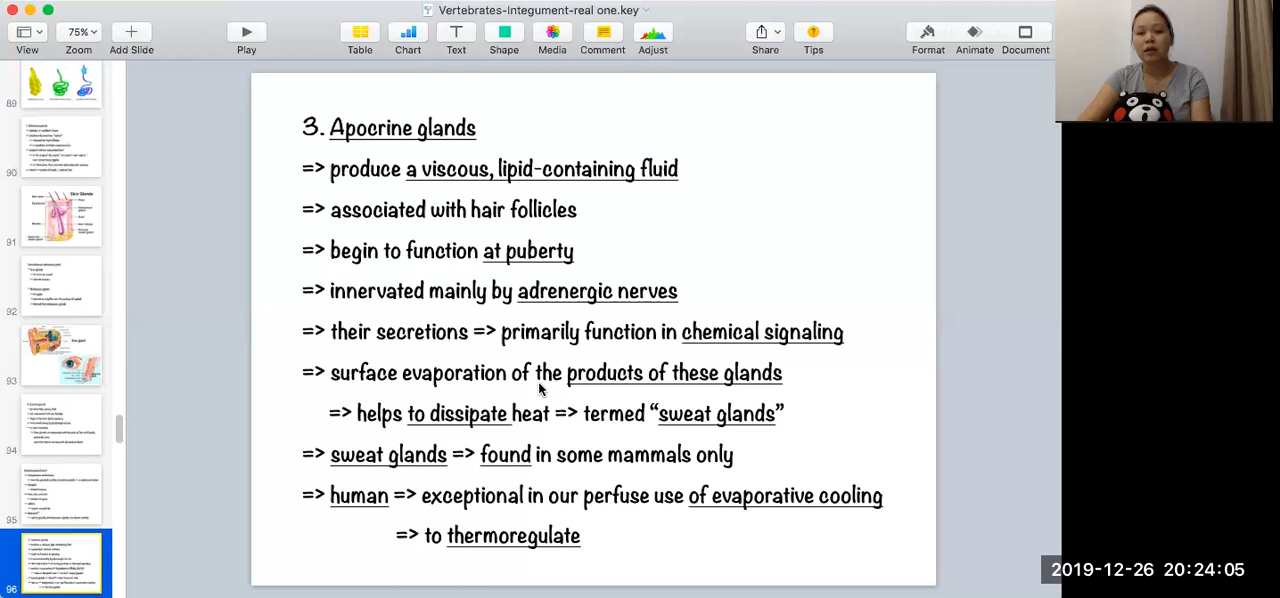 Vertebrates-integument-real one.key
75%
View
Zoom
Add Slide
Play
Table
Chart
Text
Shape
Media
Comment
Adjust
Share
Tips
Format
Animate
Document
89
90
91
92
93
94
95
96
3. Apocrine glands
=> produce a viscous, lipid-containing fluid
=> associated with hair follicles
=> begin to function at puberty
=> innervated mainly by adrenergic nerves
=> their secretions => primarily function in chemical signaling
=> surface evaporation of the products of these glands
=> helps to dissipate heat => termed “sweat glands”
=> sweat glands => found in some mammals only
=> human => exceptional in our perfuse use of evaporative cooling
=> to thermoregulate
2019-12-26 20:24:05